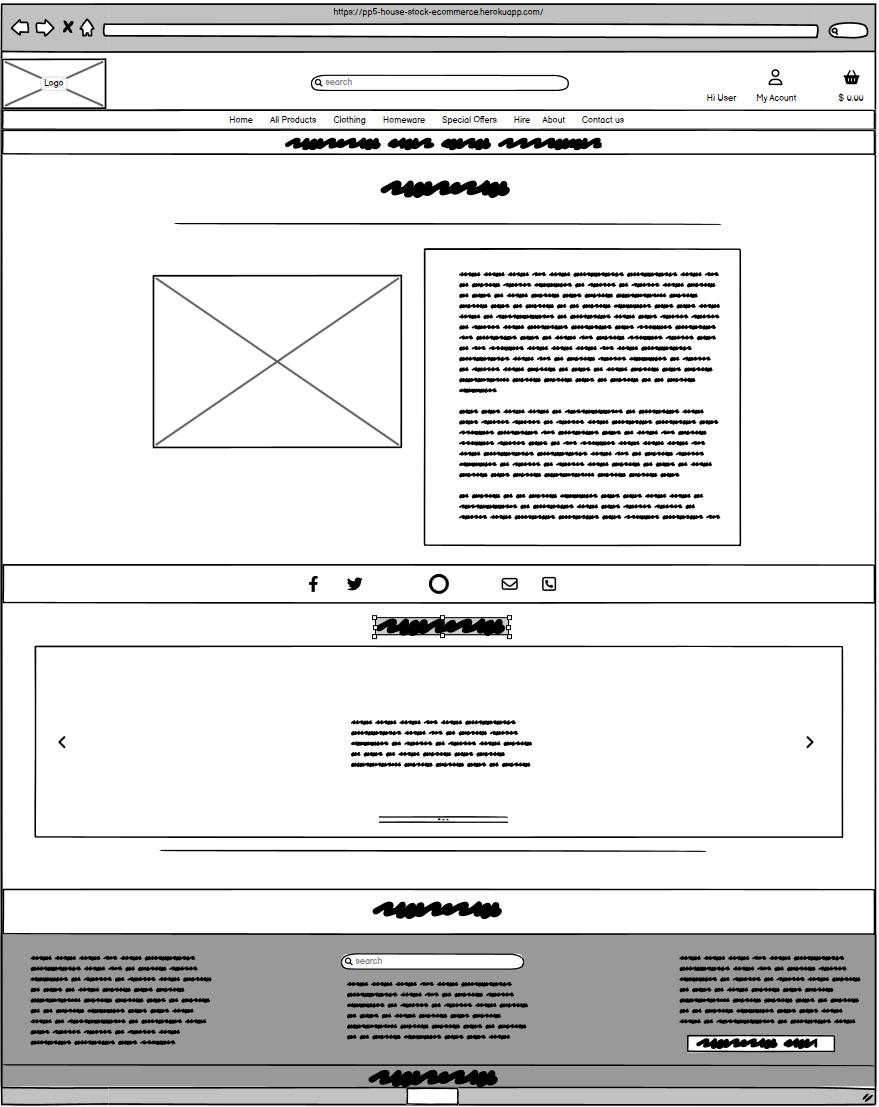 https://pp5-house-stock-ecommerce.herokuapp.com/
Logo
search
Hi User My Acount $ 0.00
Home All Products Clothing Homeware Special Offers Hire About Contact us
search